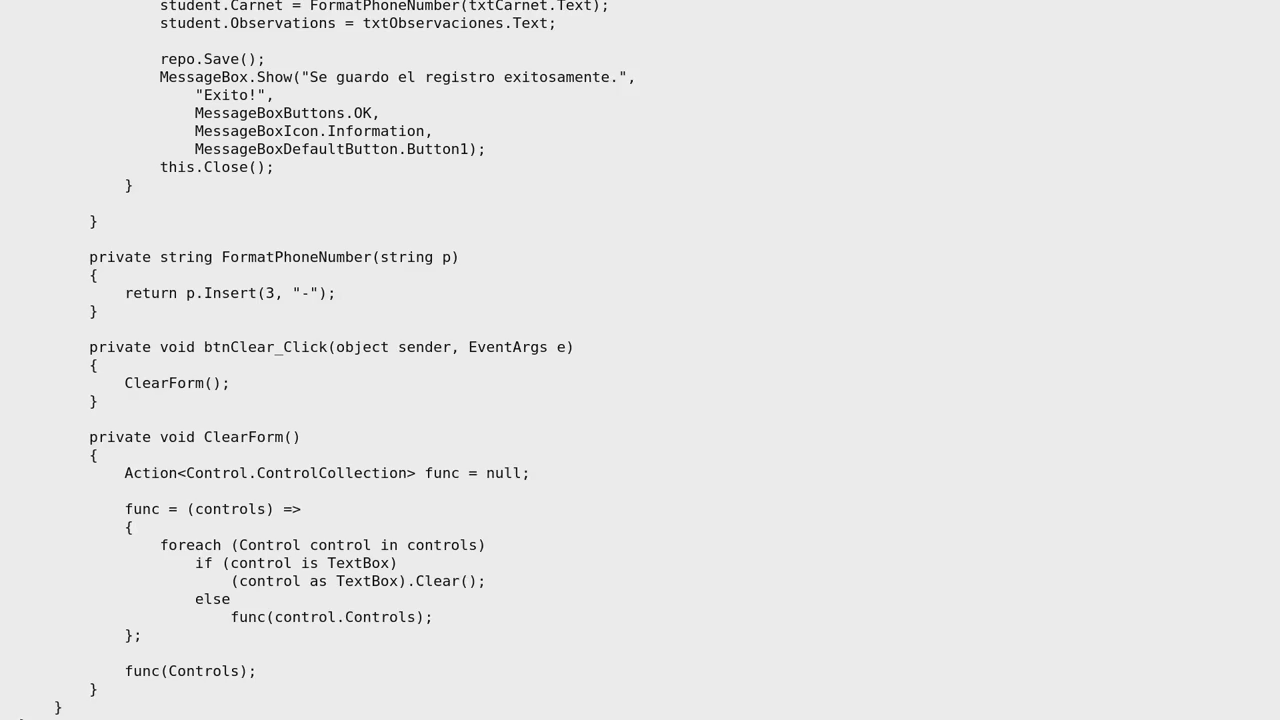 student.Carnet = FormatPhoneNumber(txtCarnet.Text);
student.Observations = txtObservaciones.Text;
repo.Save();
MessageBox.Show("Se guardo el registro exitosamente.",
"Exito!",
MessageBoxButtons.OK,
MessageBoxIcon.Information,
MessageBoxDefaultButton.Button1);
this.Close();
}
}
private string FormatPhoneNumber(string p)
{
return p.Insert(3, "-");
}
private void btnClear_Click(object sender, EventArgs e)
{
ClearForm();
}
private void ClearForm()
{
Action<Control.ControlCollection> func = null;
func = (controls) =>
{
foreach (Control control in controls)
if (control is TextBox)
(control as TextBox).Clear();
else
func(control.Controls);
};
func(Controls);
}
}